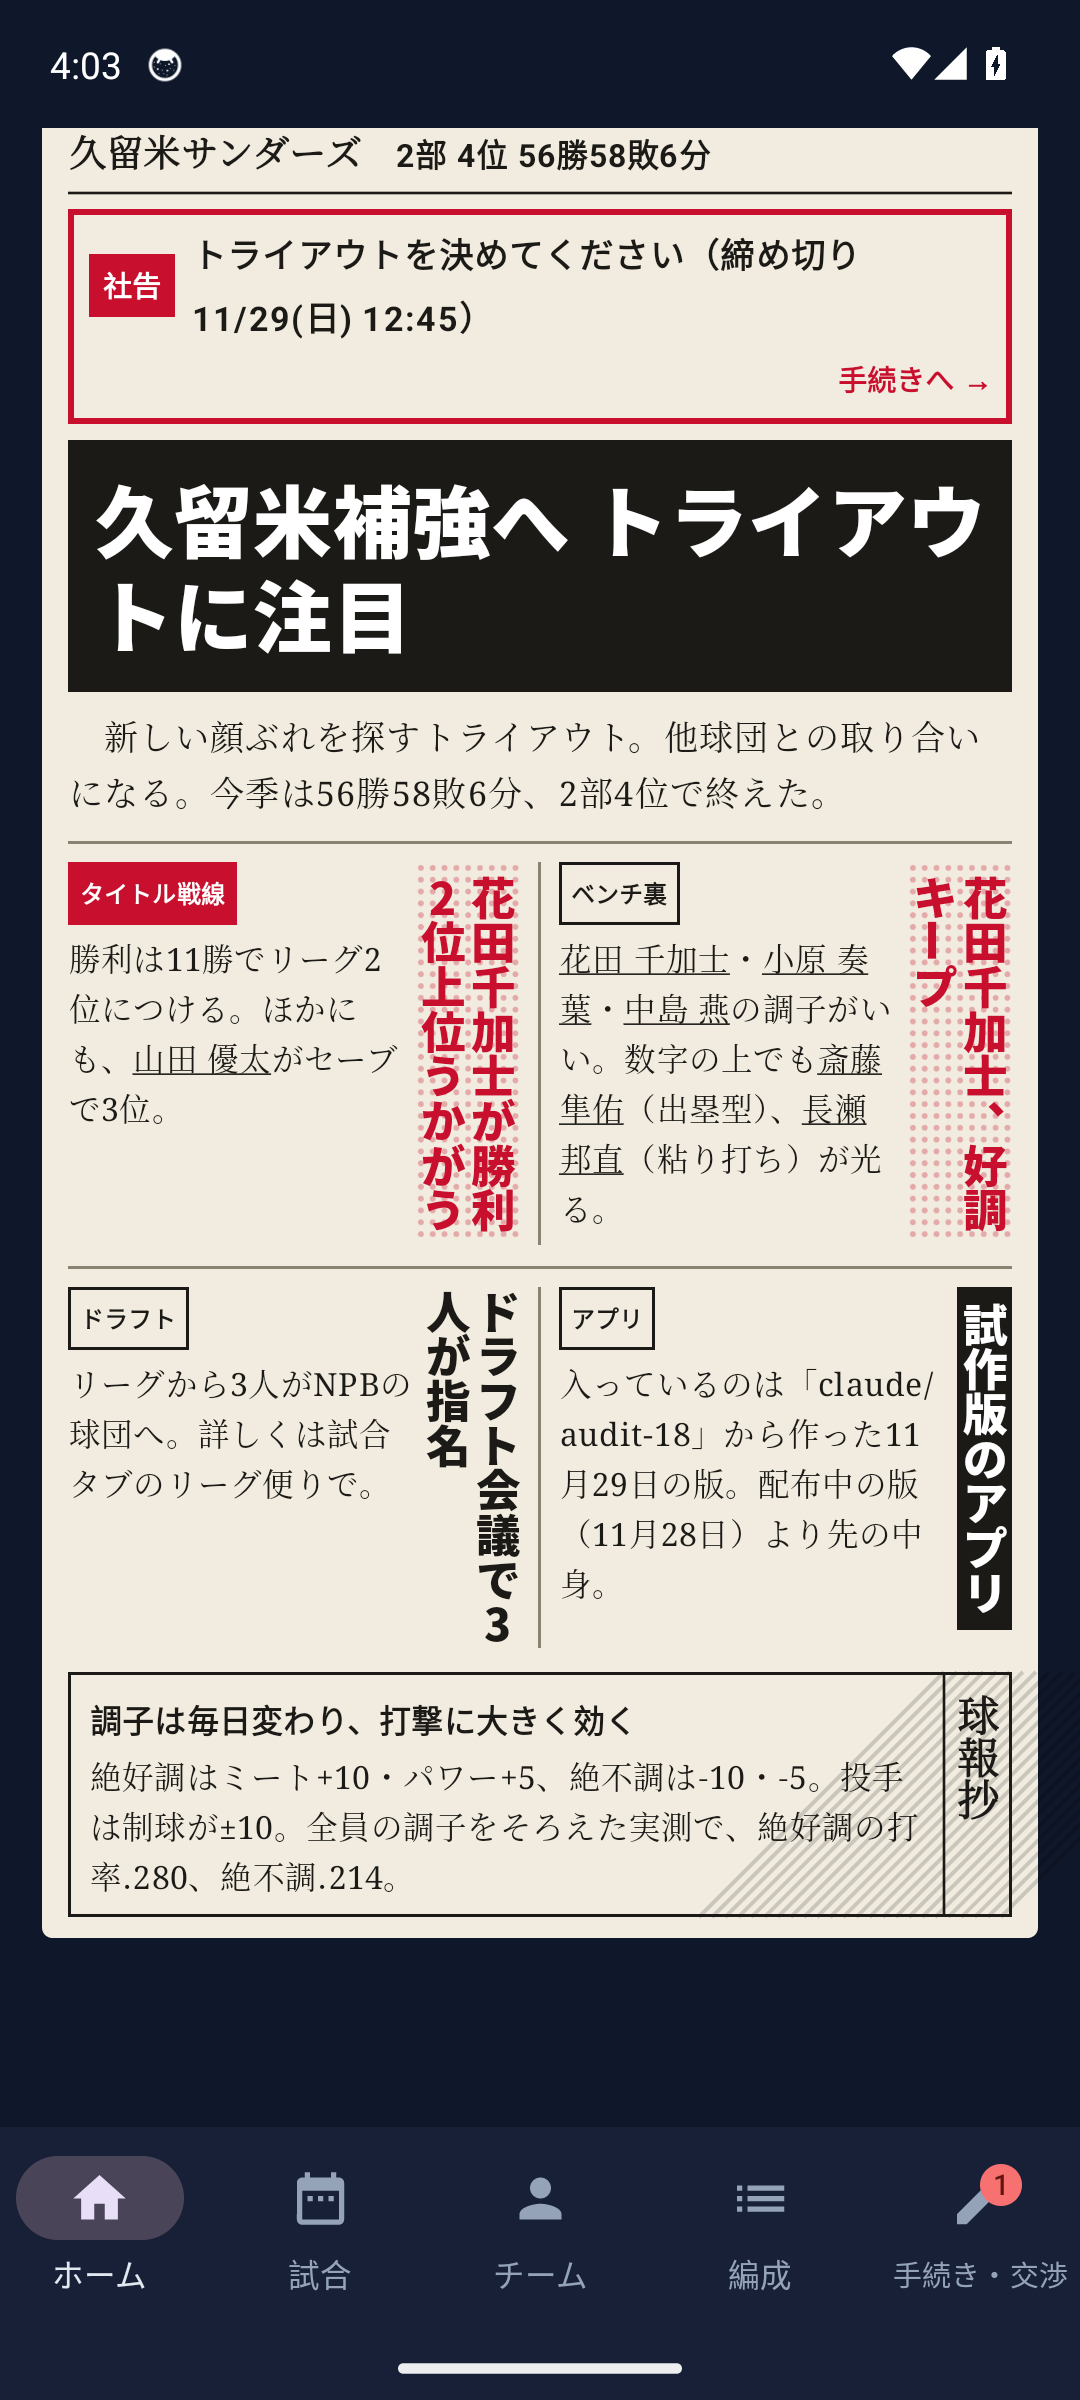 4:03
久留米サンダーズ 2部 4位 56勝58敗6分
社告
トライアウトを決めてください（締め切り
11/29(日) 12:45）
手続きへ →
久留米補強へ トライアウ
トに注目
新しい顔ぶれを探すトライアウト。他球団との取り合い
になる。今季は56勝58敗6分、2部4位で終えた。
タイトル戦線
花田千加士が勝利
2位上位うかがう
勝利は11勝でリーグ2
位につける。ほかに
も、山田 優太がセーブ
で3位。
ベンチ裏
花田千加士、好調
キープ
花田 千加士・小原 奏
葉・中島 燕の調子がい
い。数字の上でも斎藤
隼佑（出塁型）、長瀬
邦直（粘り打ち）が光
る。
ドラフト
ドラフト会議で3
人が指名
リーグから3人がNPBの
球団へ。詳しくは試合
タブのリーグ便りで。
アプリ
試作版のアプリ
入っているのは「claude/
audit-18」から作った11
月29日の版。配布中の版
（11月28日）より先の中
身。
球報抄
調子は毎日変わり、打撃に大きく効く
絶好調はミート+10・パワー+5、絶不調は-10・-5。投手
は制球が±10。全員の調子をそろえた実測で、絶好調の打
率.280、絶不調.214。
ホーム
試合
チーム
編成
1
手続き・交渉